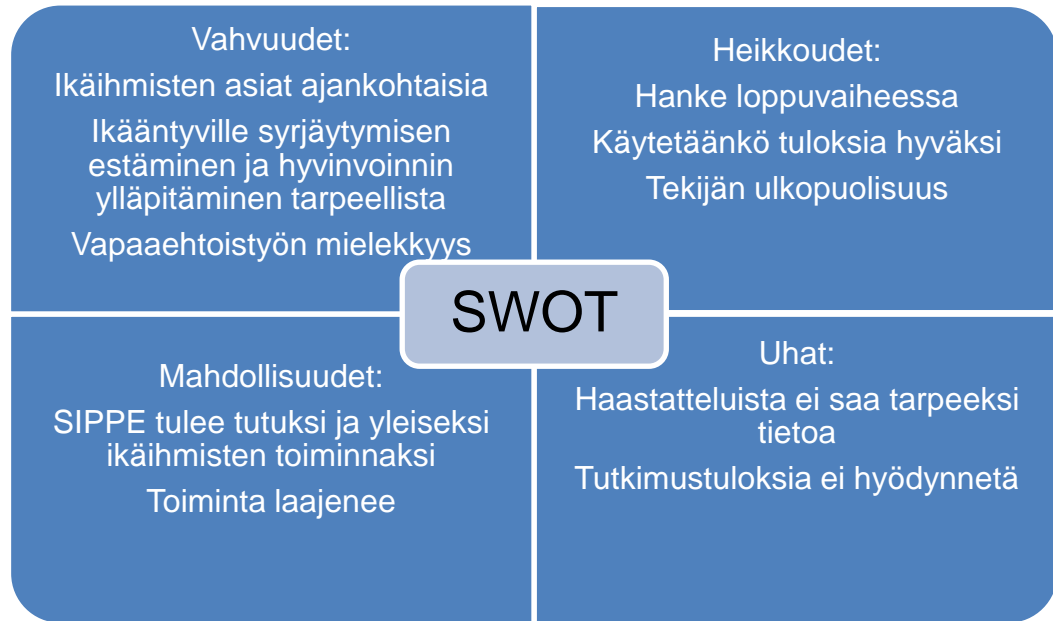 Vahvuudet:
Ikäihmisten asiat ajankohtaisia
Ikääntyville syrjäytymisen
estäminen ja hyvinvoinnin
ylläpitäminen tarpeellista
Vapaaehtoistyön mielekkyys
Heikkoudet:
Hanke loppuvaiheessa
Käytetäänkö tuloksia hyväksi
Tekijän ulkopuolisuus
SWOT
Mahdollisuudet:
SIPPE tulee tutuksi ja yleiseksi
ikäihmisten toiminnaksi
Toiminta laajenee
Uhat:
Haastatteluista ei saa tarpeeksi
tietoa
Tutkimustuloksia ei hyödynnetä